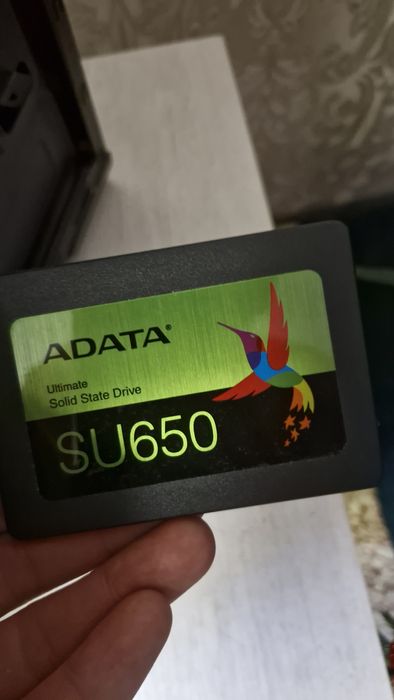 ADATA®
Ultimate
Solid State Drive
SU650